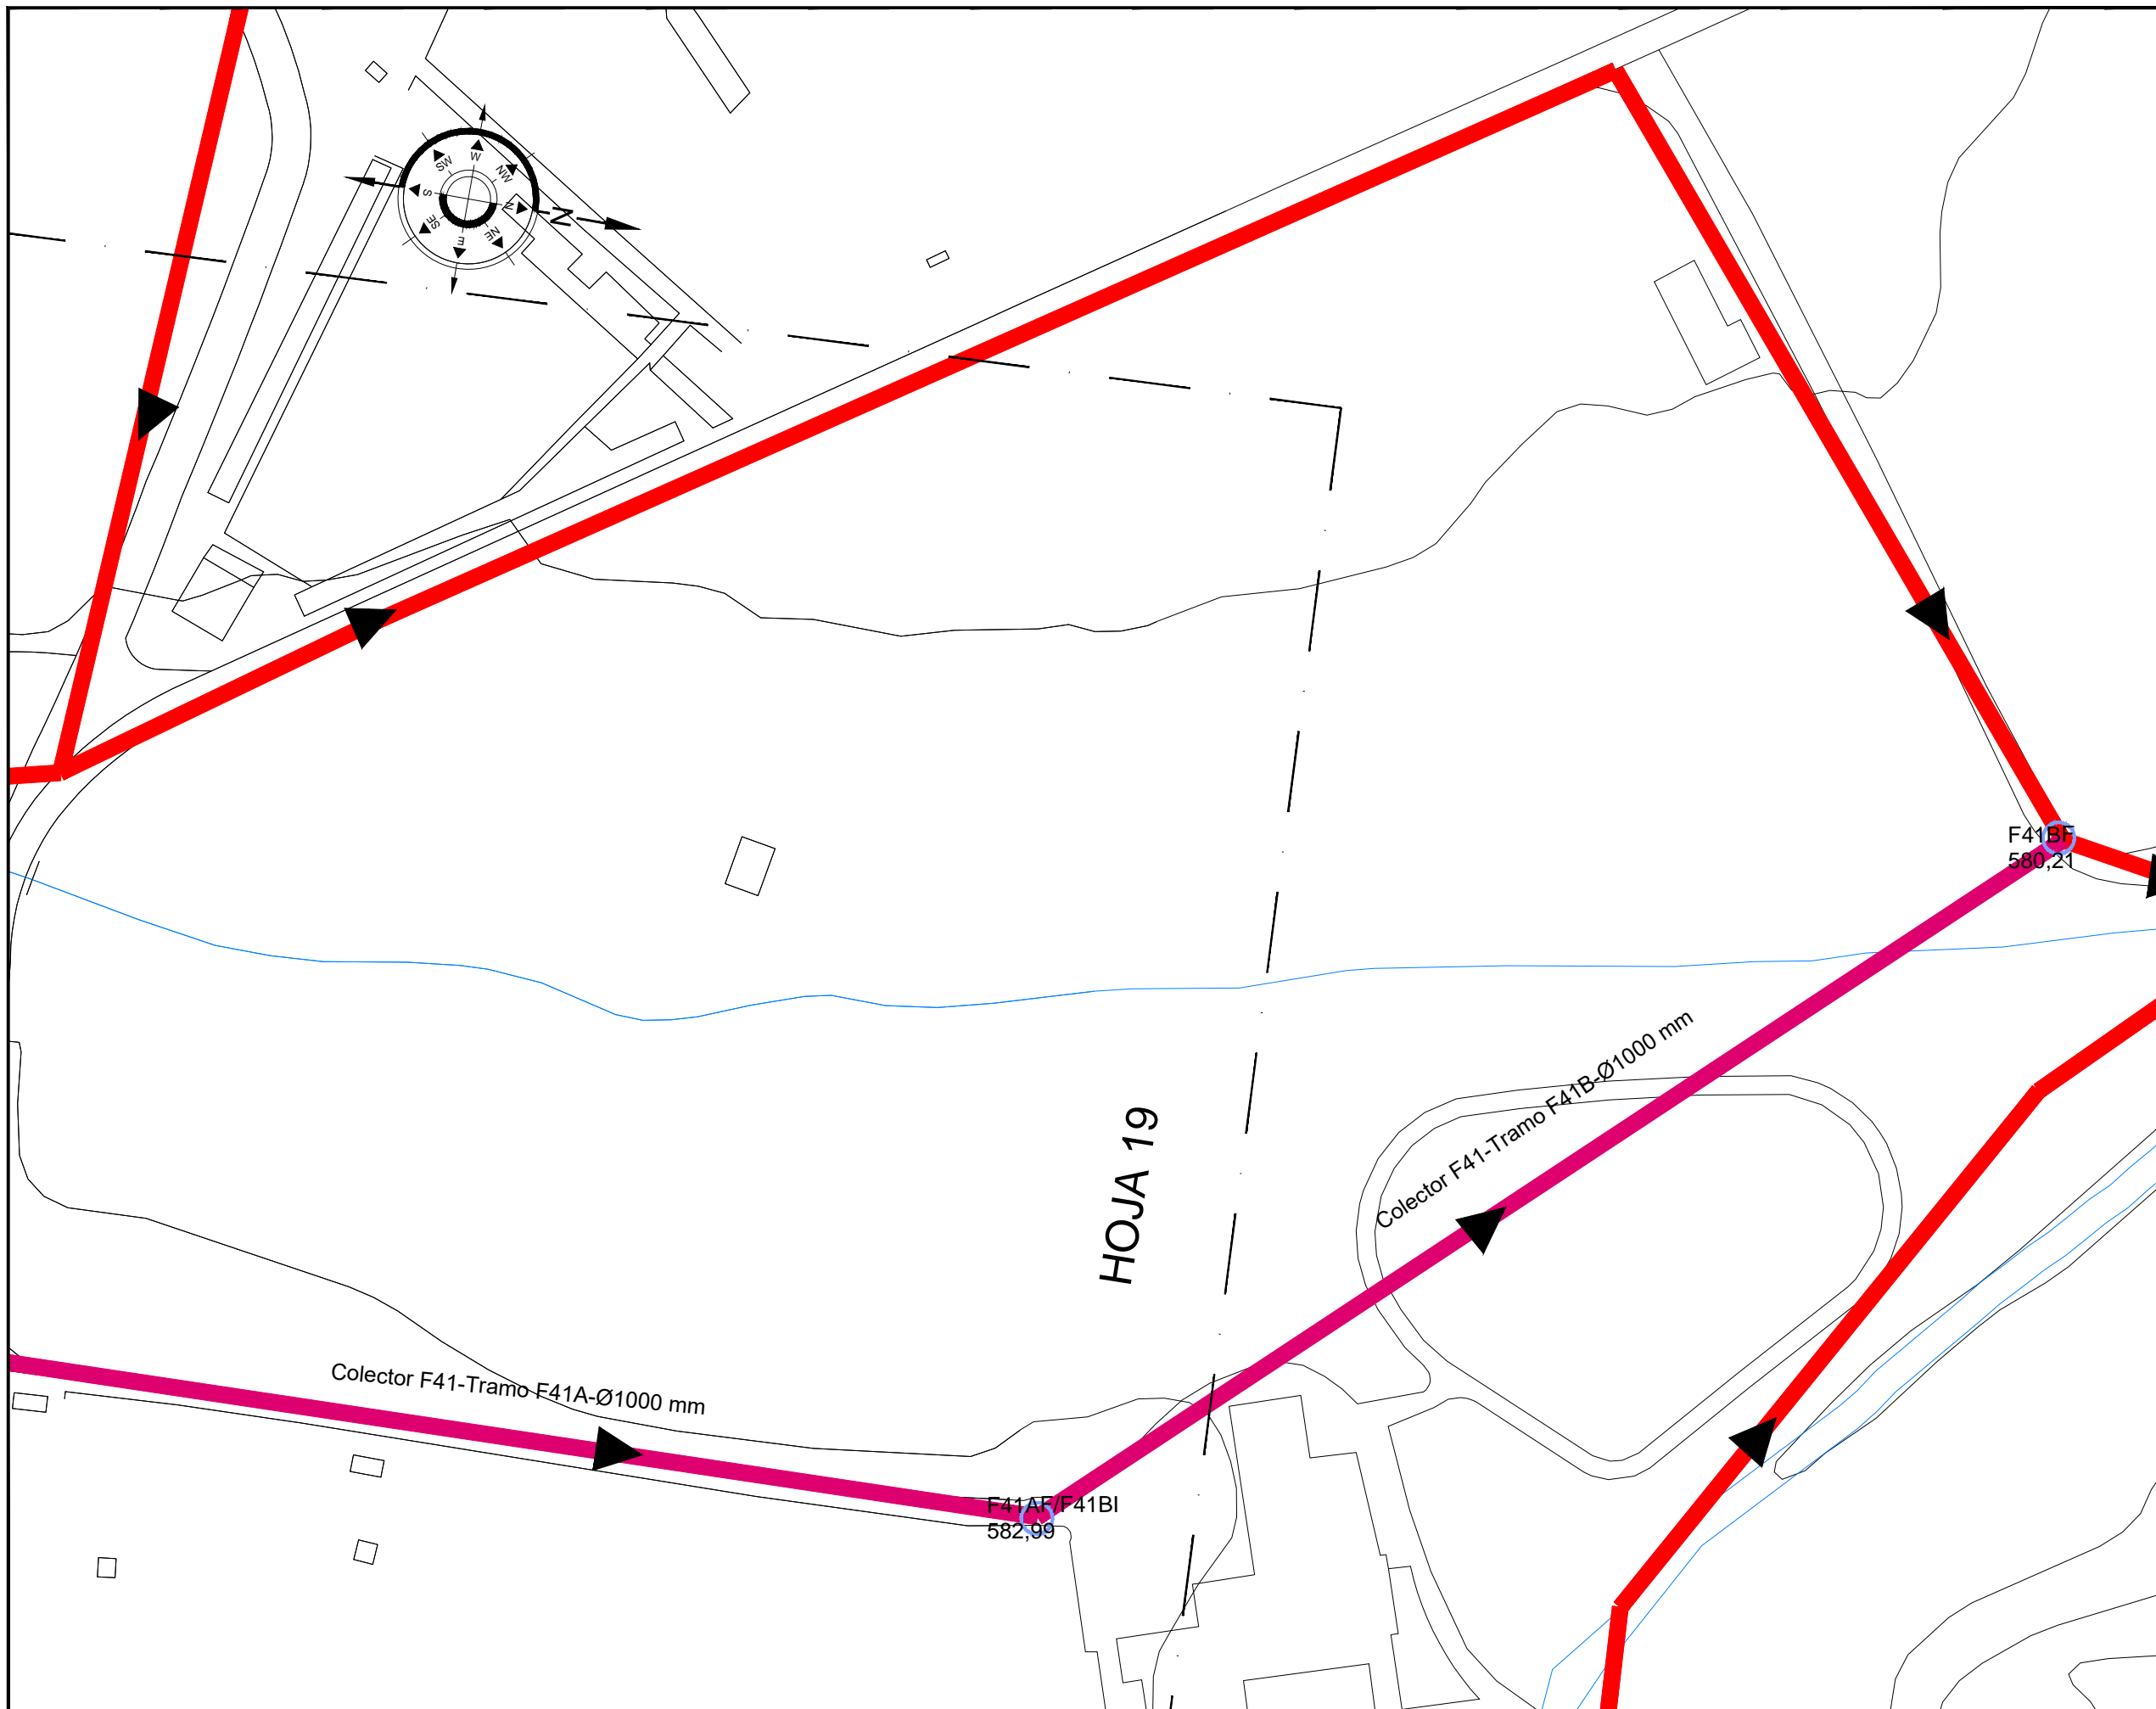 W
SW
NW
S
N
N
SE
NE
E
F41BF
580,21
Colector F41-Tramo F41B-Ø1000 mm
HOJA 19
Colector F41-Tramo F41A-Ø1000 mm
F41AF/F41BI
582,99